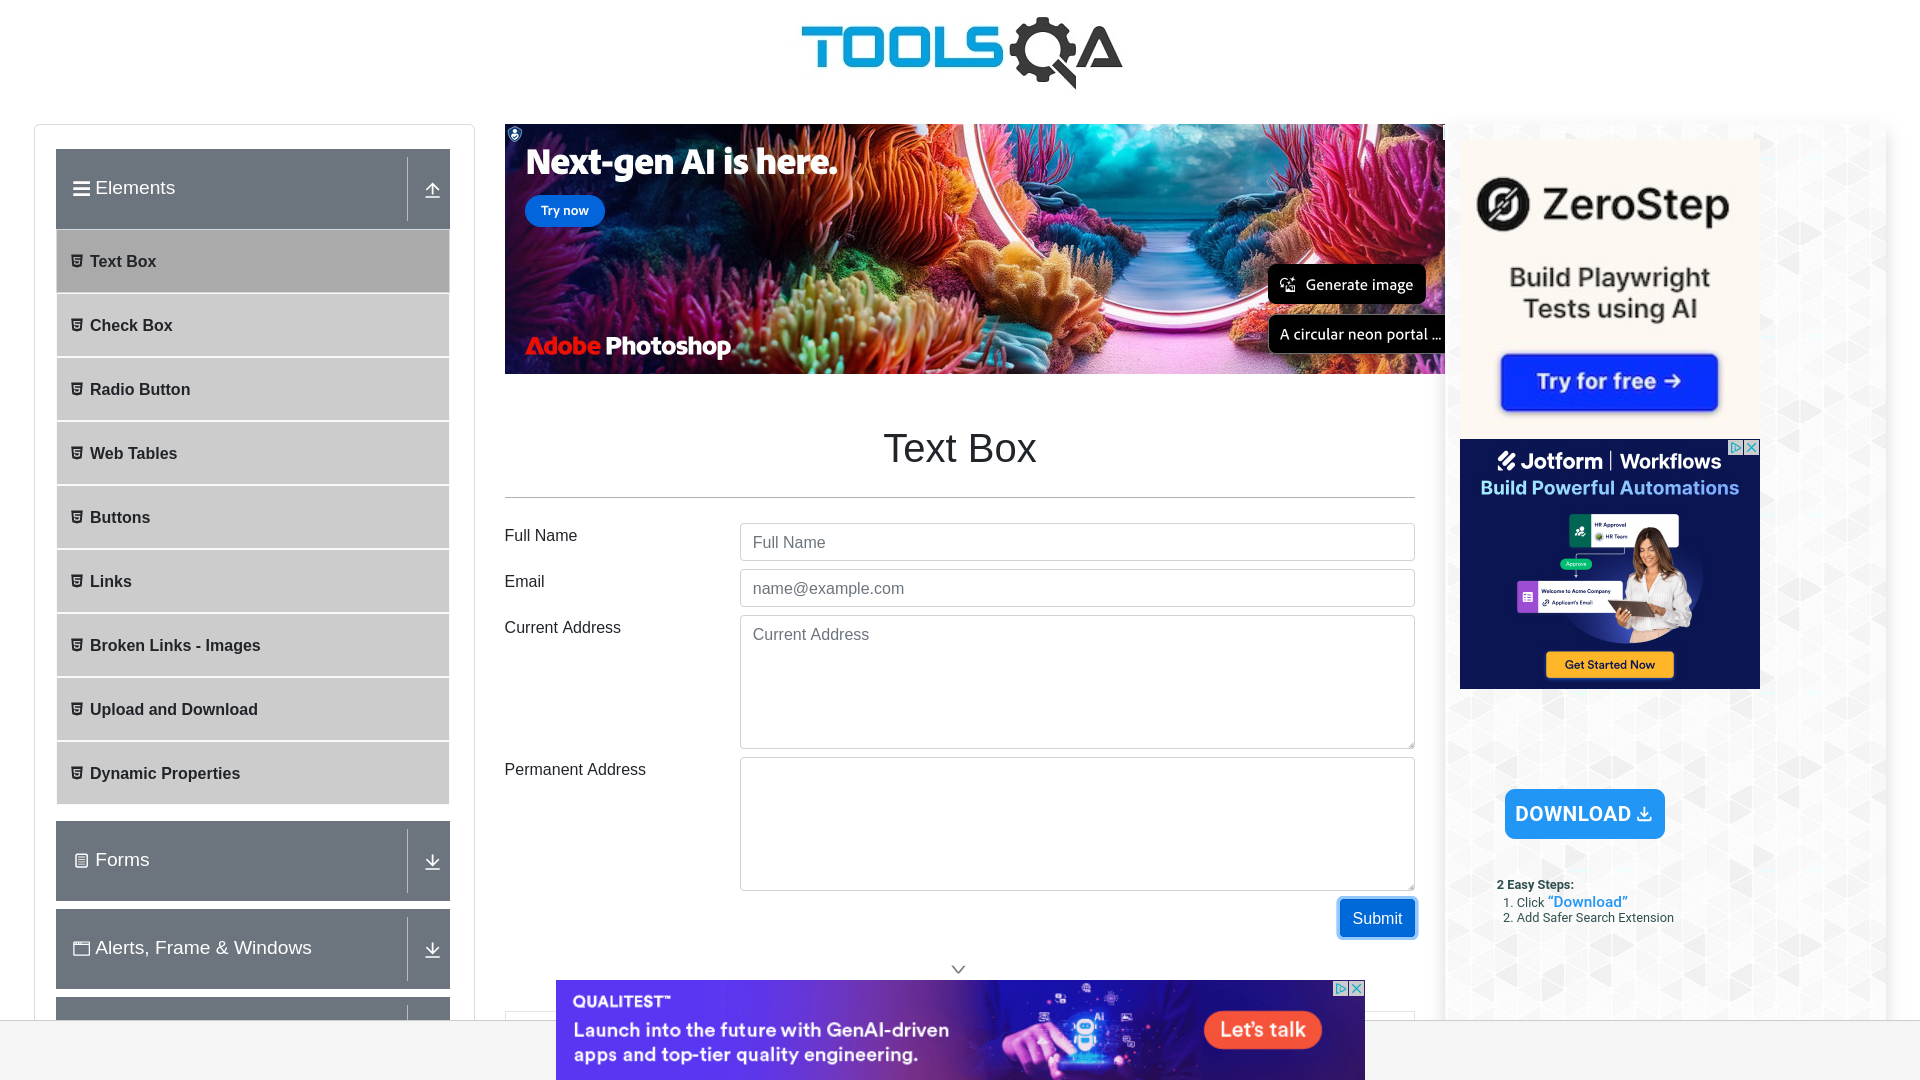 TOOLSQA
Elements
Text Box
Check Box
Radio Button
Web Tables
Buttons
Links
Broken Links - Images
Upload and Download
Dynamic Properties
Forms
Alerts, Frame & Windows
Next-gen AI is here.
Try now
Generate image
A circular neon portal ...
Adobe Photoshop
Text Box
Full Name
Full Name
Email
name@example.com
Current Address
Current Address
Permanent Address
Submit
ZeroStep
Build Playwright
Tests using AI
Try for free →
Jotform | Workflows
Build Powerful Automations
HR Approval
HR Team
Approve
Welcome to Acme Company
Applicant's Email
Get Started Now
DOWNLOAD
2 Easy Steps:
1. Click “Download”
2. Add Safer Search Extension
QUALITEST™
Launch into the future with GenAI-driven
apps and top-tier quality engineering.
AI
Let's talk